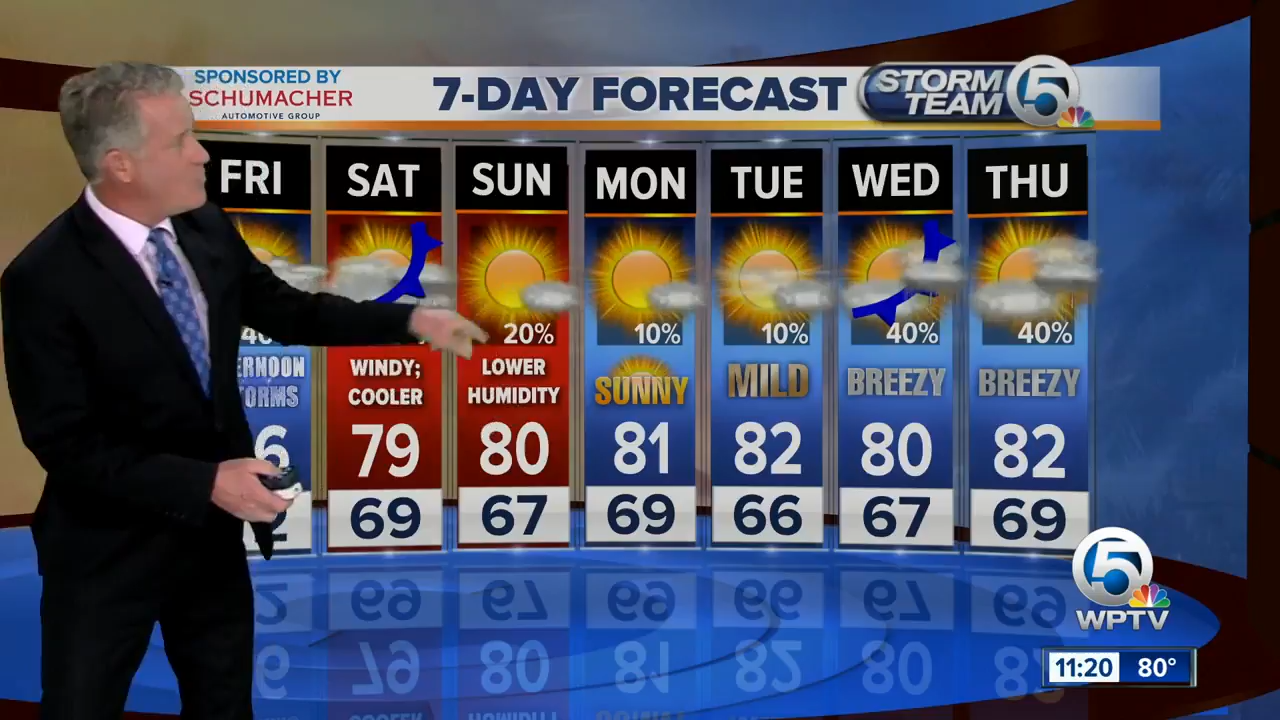 SPONSORED BY
SCHUMACHER
AUTOMOTIVE GROUP
7-DAY FORECAST
STORM
TEAM
5
FRI SAT SUN MON TUE WED THU
20% 10% 10% 40% 40%
WINDY;
COOLER
LOWER
HUMIDITY
SUNNY
MILD
BREEZY
BREEZY
79 80 81 82 80 82
69 67 69 66 67 69
5
WPTV
11:20 80°